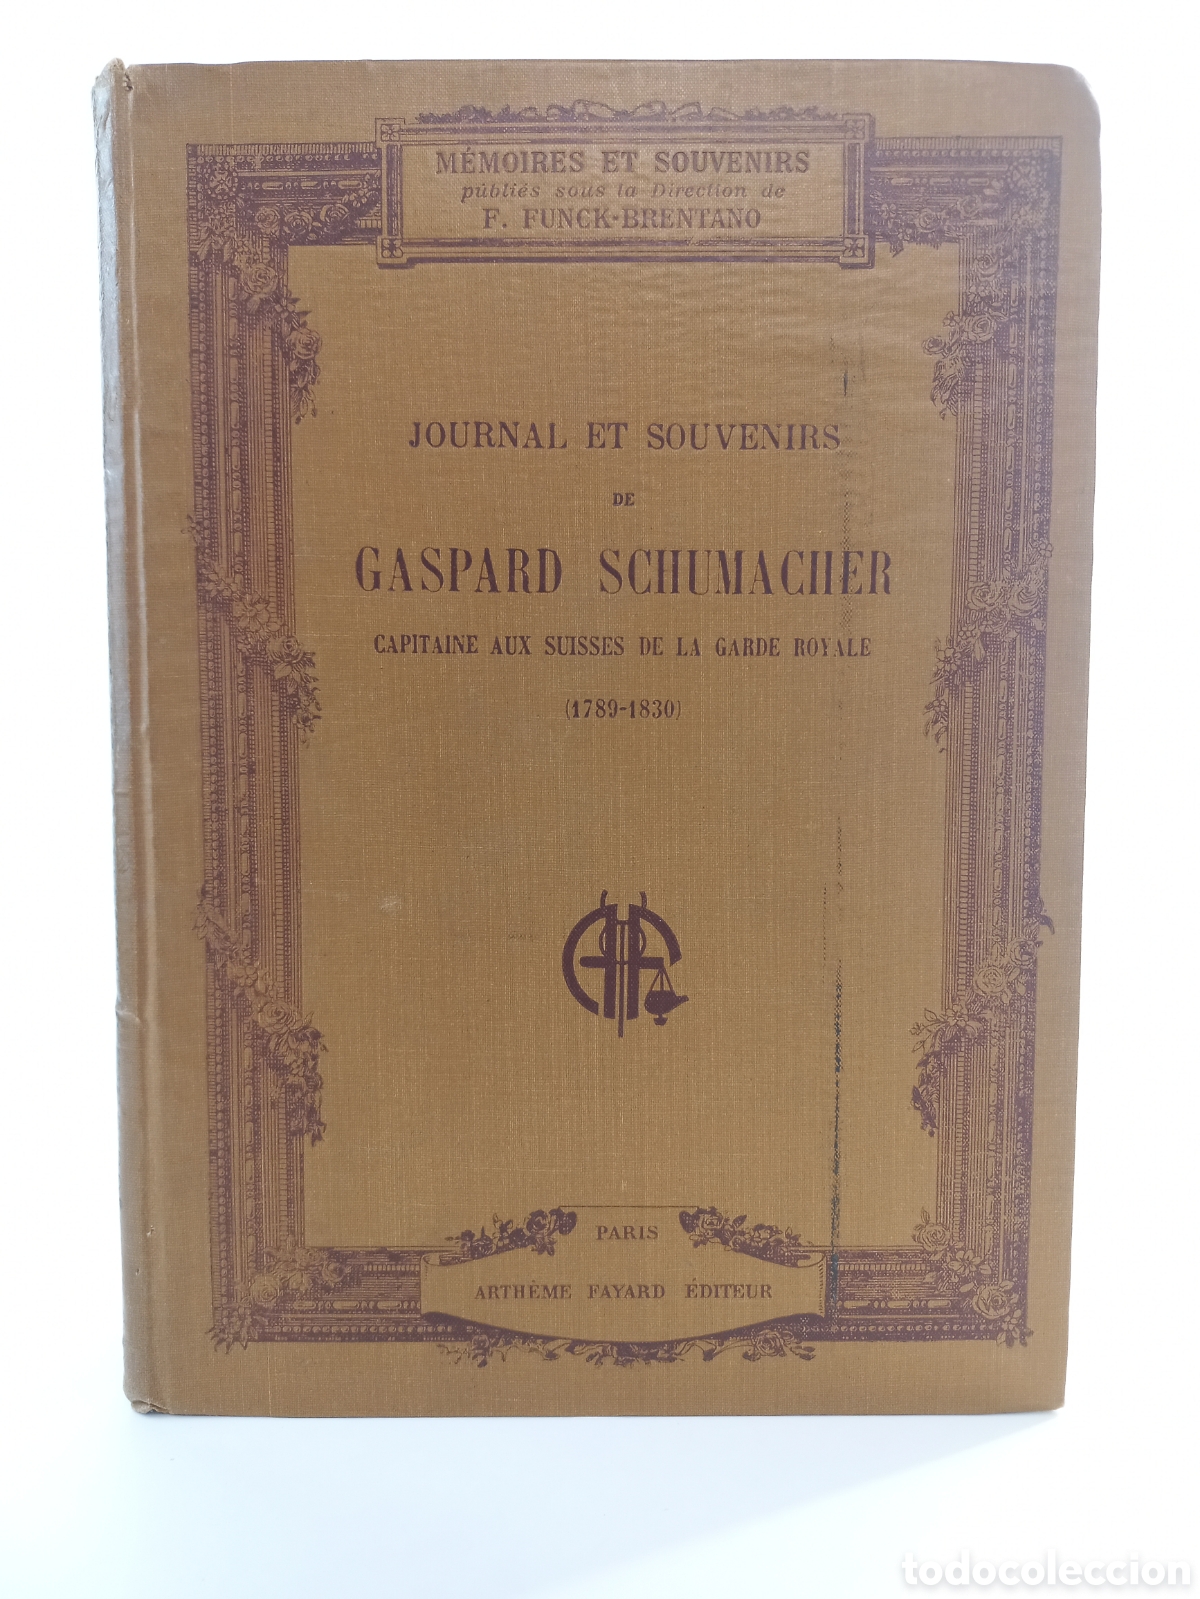 MÉMOIRES ET SOUVENIRS
publiés sous la Direction de
F. FUNCK-BRENTANO
JOURNAL ET SOUVENIRS
DE
GASPARD SCHUMACHER
CAPITAINE AUX SUISSES DE LA GARDE ROYALE
(1789-1830)
PARIS
ARTHÈME FAYARD ÉDITEUR
todocoleccion